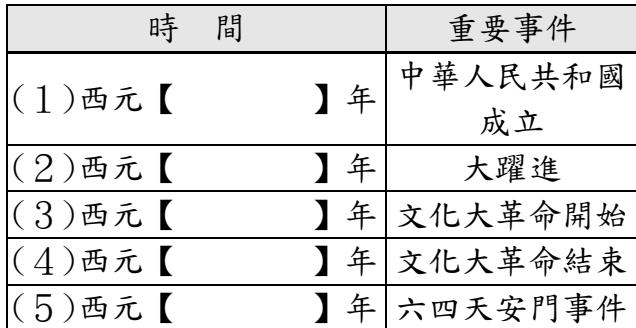 時　間　重要事件
(１)西元【　　　】年　中華人民共和國
成立
(２)西元【　　　】年　大躍進
(３)西元【　　　】年　文化大革命開始
(４)西元【　　　】年　文化大革命結束
(５)西元【　　　】年　六四天安門事件